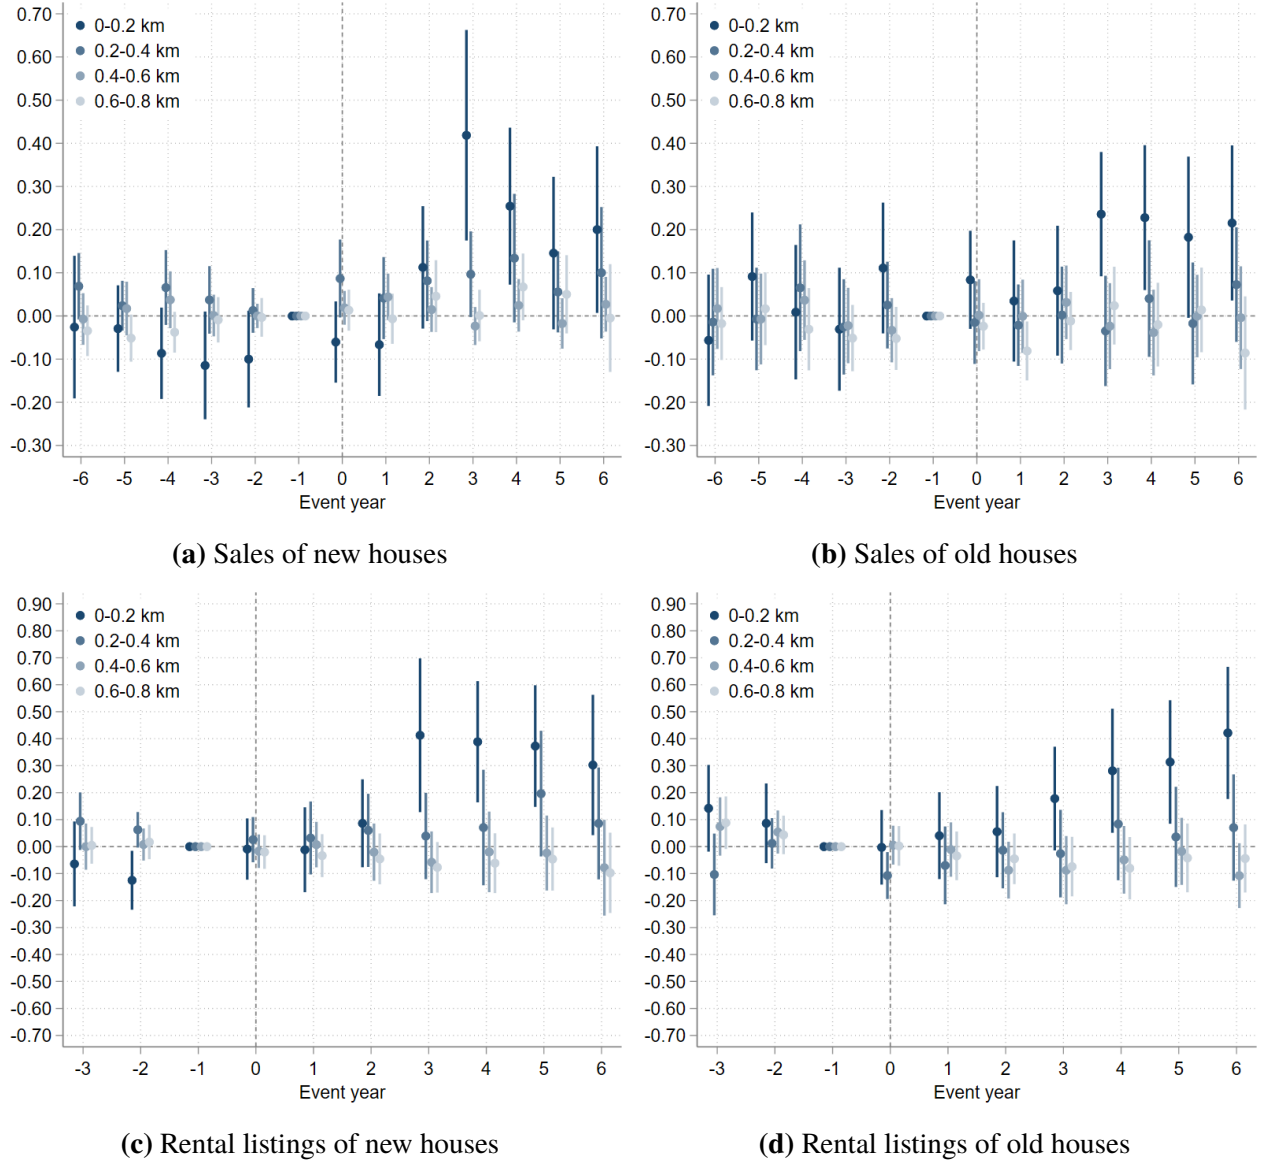 0.70
0.60
0.50
0.40
0.30
0.20
0.10
0.00
-0.10
-0.20
-0.30
0-0.2 km
0.2-0.4 km
0.4-0.6 km
0.6-0.8 km
-6 -5 -4 -3 -2 -1 0 1 2 3 4 5 6
Event year
(a) Sales of new houses
0.70
0.60
0.50
0.40
0.30
0.20
0.10
0.00
-0.10
-0.20
-0.30
0-0.2 km
0.2-0.4 km
0.4-0.6 km
0.6-0.8 km
-6 -5 -4 -3 -2 -1 0 1 2 3 4 5 6
Event year
(b) Sales of old houses
0.90
0.80
0.70
0.60
0.50
0.40
0.30
0.20
0.10
0.00
-0.10
-0.20
-0.30
-0.40
-0.50
-0.60
-0.70
0-0.2 km
0.2-0.4 km
0.4-0.6 km
0.6-0.8 km
-3 -2 -1 0 1 2 3 4 5 6
Event year
(c) Rental listings of new houses
0.90
0.80
0.70
0.60
0.50
0.40
0.30
0.20
0.10
0.00
-0.10
-0.20
-0.30
-0.40
-0.50
-0.60
-0.70
0-0.2 km
0.2-0.4 km
0.4-0.6 km
0.6-0.8 km
-3 -2 -1 0 1 2 3 4 5 6
Event year
(d) Rental listings of old houses